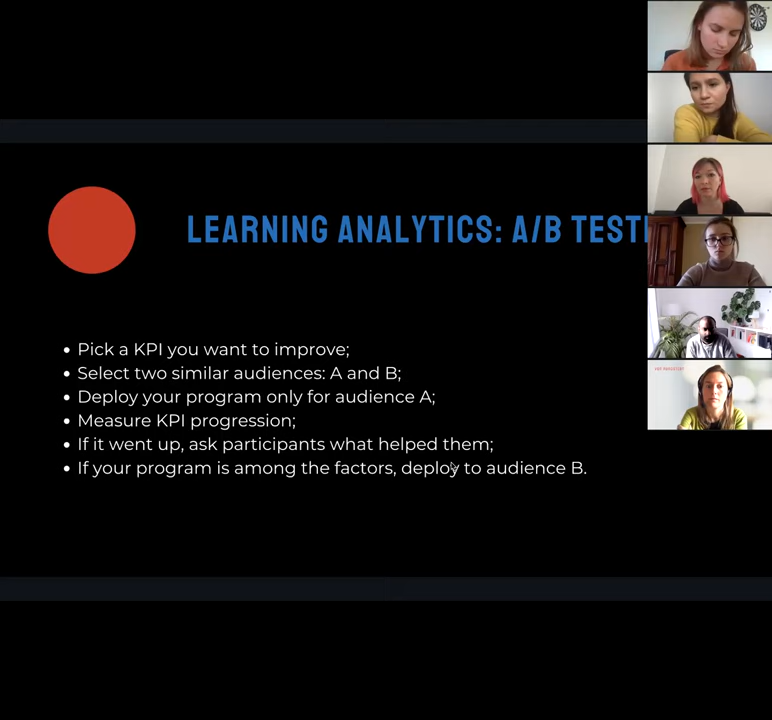 LEARNING ANALYTICS: A/B
Pick a KPI you want to improve;
Select two similar audiences: A and B;
Deploy your program only for audience A;
Measure KPI progression;
If it went up, ask participants what helped them;
If your program is among the factors, deploy to audience B.